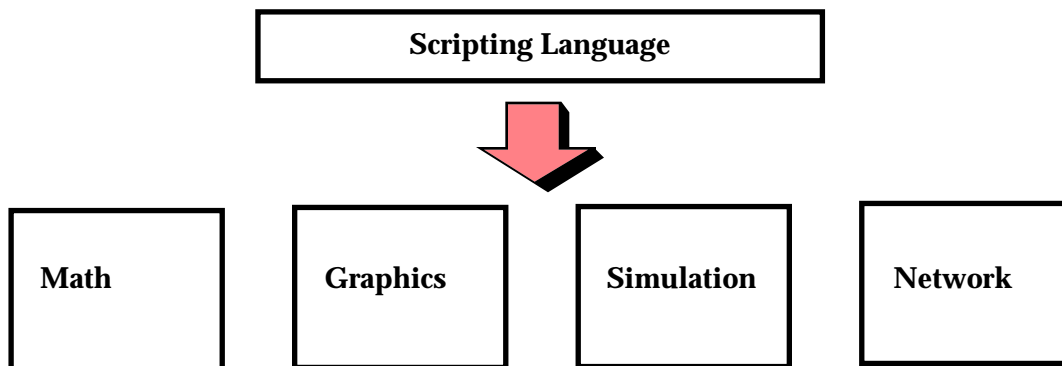 Scripting Language
Math
Graphics
Simulation
Network